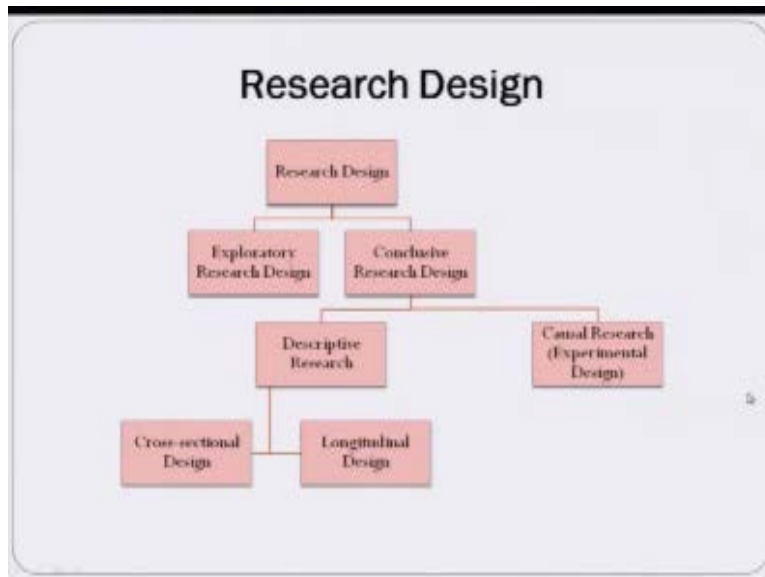 Research Design
Research Design
Exploratory
Research Design
Conclusive
Research Design
Descriptive
Research
Causal Research
(Experimental
Design)
Cross-sectional
Design
Longitudinal
Design